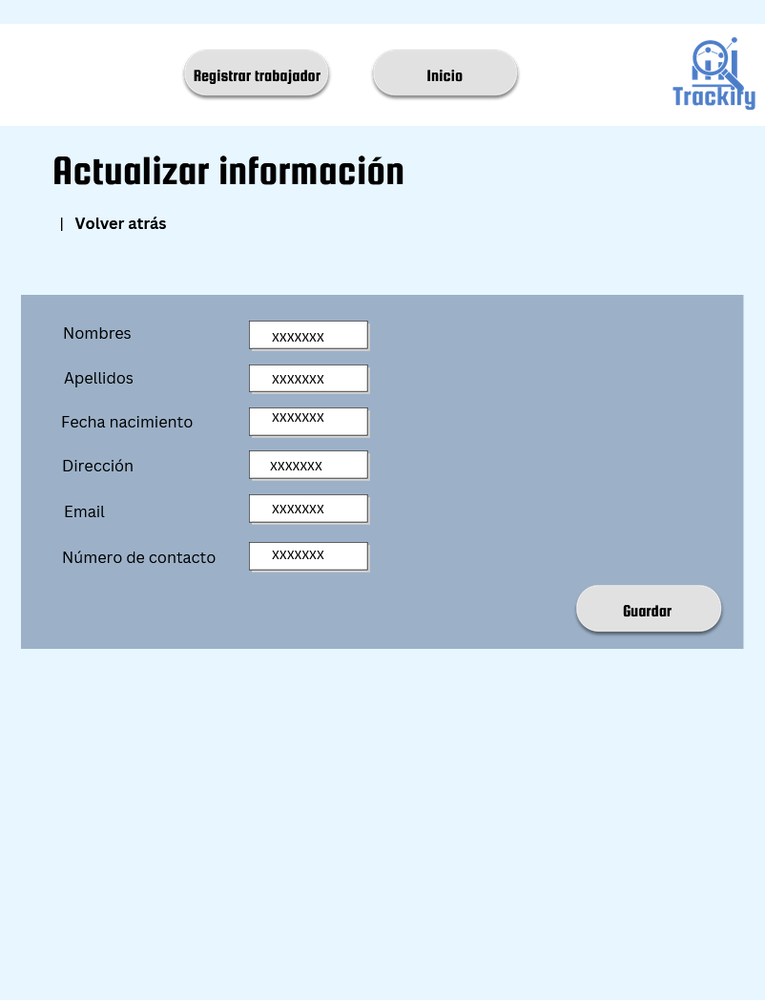 Registrar trabajador
Inicio
Trackify
Actualizar información
| Volver atrás
Nombres xxxxxxx
Apellidos xxxxxxx
Fecha nacimiento xxxxxxx
Dirección xxxxxxx
Email xxxxxxx
Número de contacto xxxxxxx
Guardar